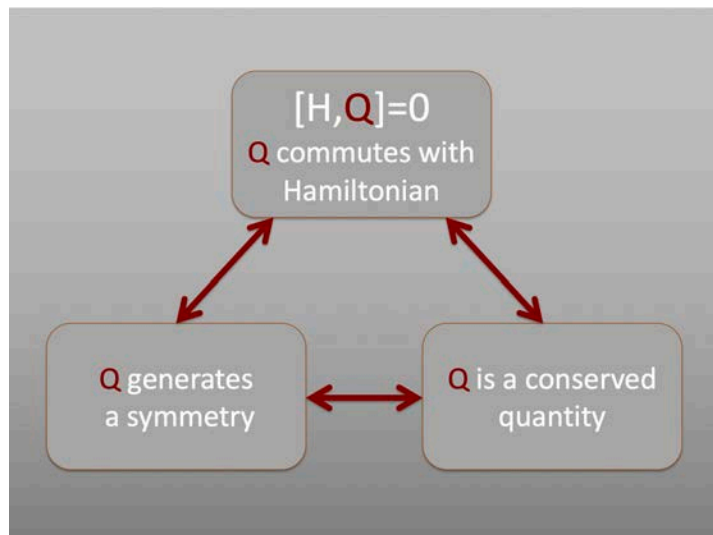 [H,Q]=0
Q commutes with
Hamiltonian
Q generates
a symmetry
Q is a conserved
quantity